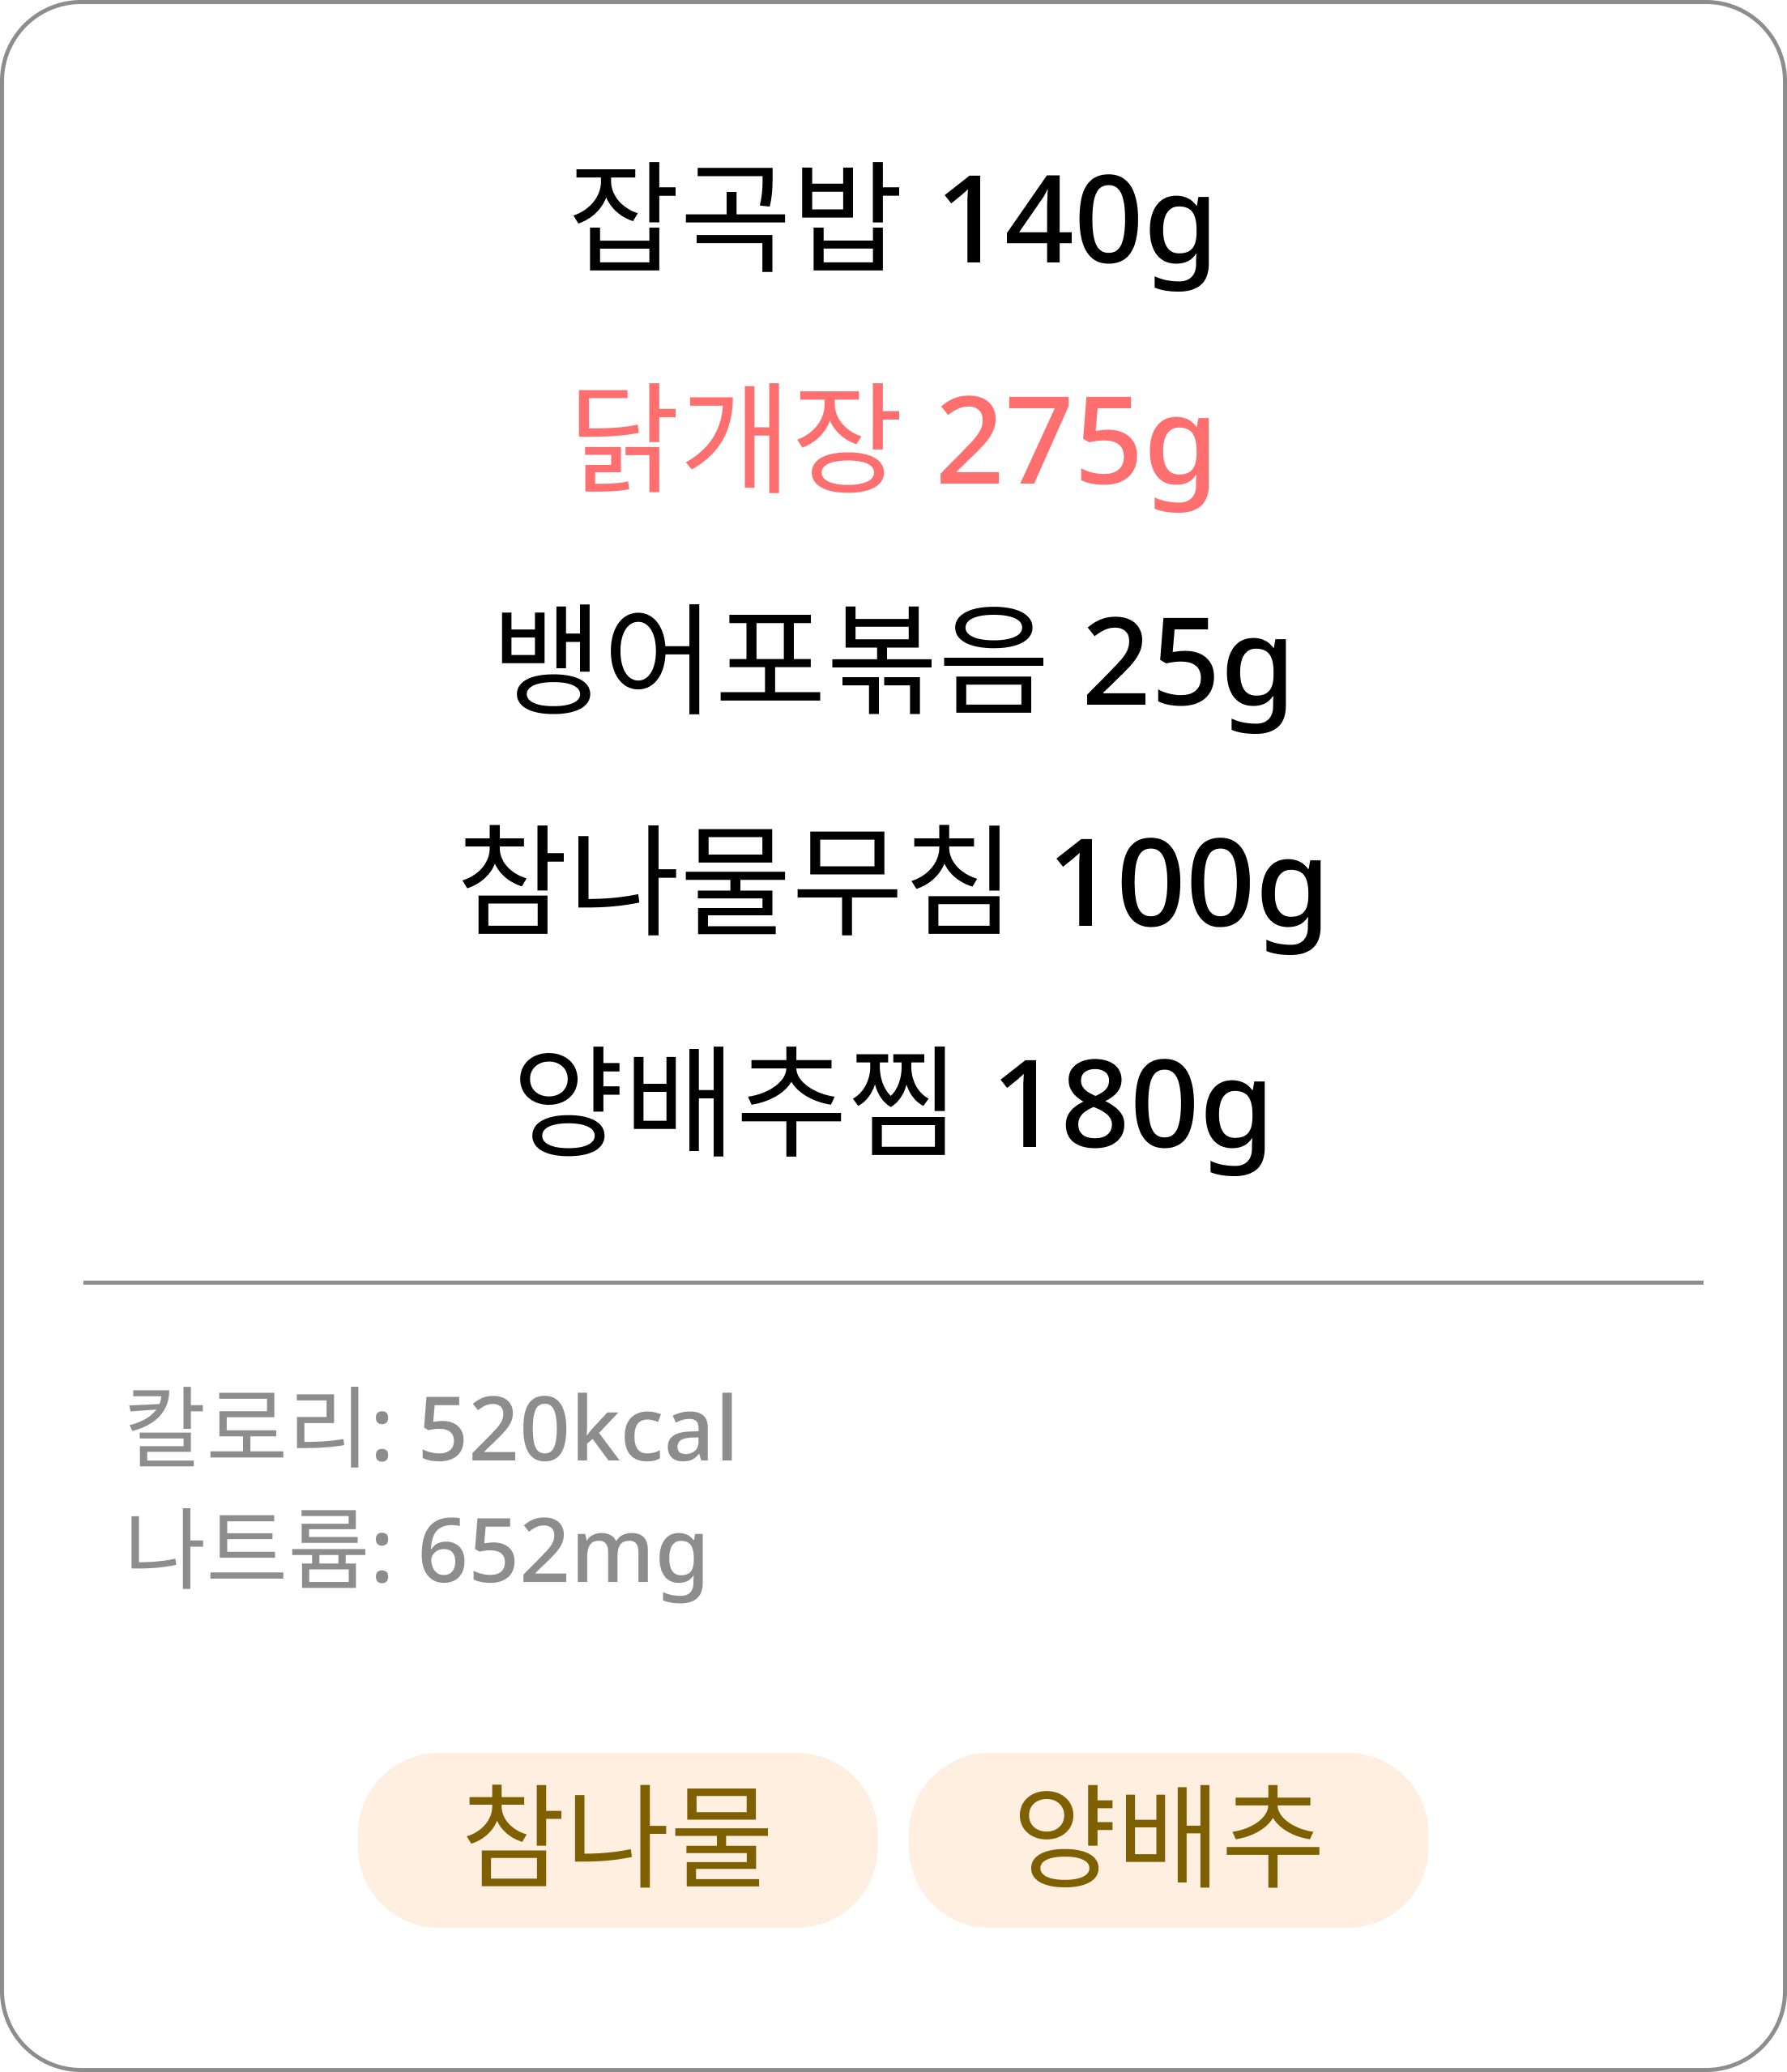 잡곡밥 140g
닭개장 275g
뱅어포볶음 25g
참나물무침 100g
양배추찜 180g
칼로리: 520kcal
나트륨: 652mg
참나물 양배추